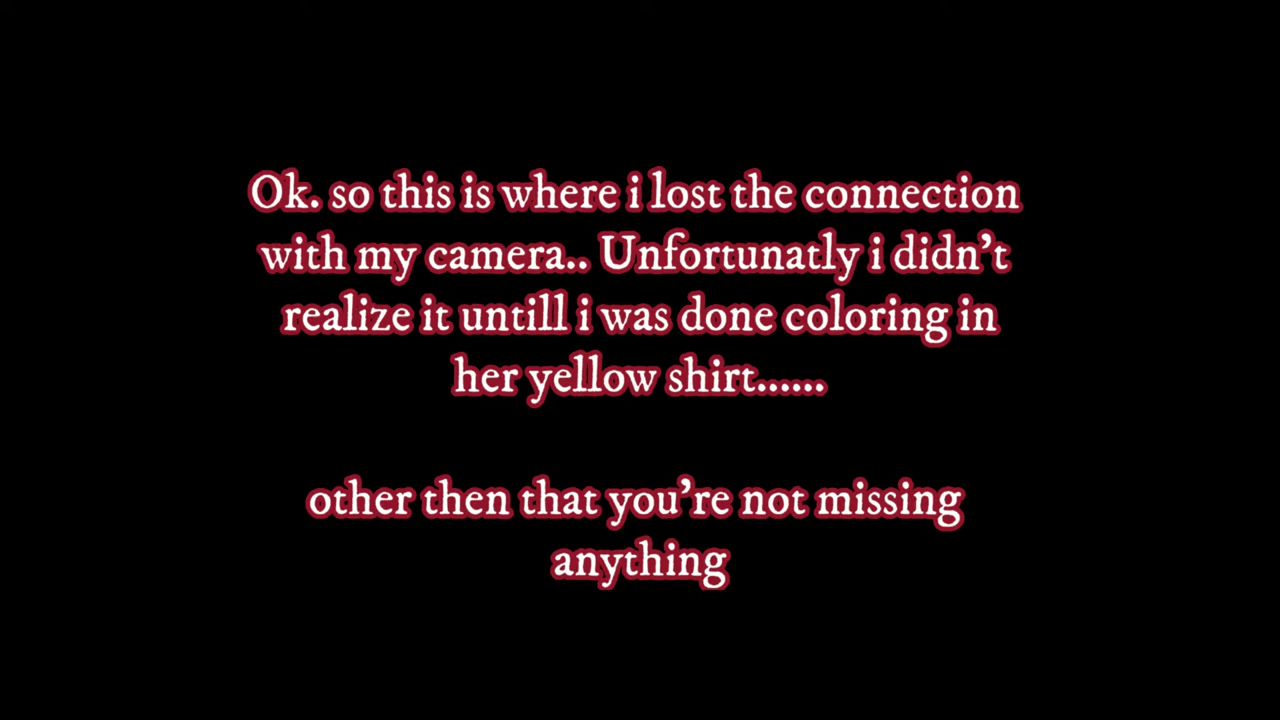 Ok. so this is where i lost the connection
with my camera.. Unfortunatly i didn't
realize it untill i was done coloring in
her yellow shirt......
other then that you're not missing
anything